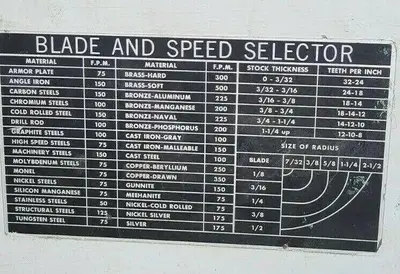 BLADE AND SPEED SELECTOR
MATERIAL F.P.M. MATERIAL F.P.M. STOCK THICKNESS TEETH PER INCH
ARMOR PLATE 75 BRASS-HARD 300 0 - 3/32 32-24
ANGLE IRON 150 BRASS-SOFT 500 3/32 - 3/16 24-18
CARBON STEELS 150 BRONZE-ALUMINUM 225 3/16 - 3/8 18-14
CHROMIUM STEELS 100 BRONZE-MANGANESE 200 3/8 - 3/4 18-14-12
COLD ROLLED STEEL 150 BRONZE-NAVAL 225 3/4 - 1-1/4 14-12-10
DRILL ROD 100 BRONZE-PHOSPHORUS 200 1-1/4 up 12-10-8
GRAPHITE STEELS 100 CAST IRON-GRAY 100 SIZE OF RADIUS
HIGH SPEED STEELS 75 CAST IRON-MALLEABLE 150
MACHINERY STEELS 150 CAST STEEL 100 BLADE 7/32 3/8 5/8 1-1/4 2-1/2
MOLYBDENUM STEELS 75 COPPER-BERYLLIUM 250 1/8
MONEL 75 COPPER-DRAWN 350 3/16
NICKEL STEELS 75 GUNNITE 150 1/4
SILICON MANGANESE 75 MEEHANITE 150
STAINLESS STEELS 50 NICKEL-COLD ROLLED 75 3/8
STRUCTURAL STEELS 125 NICKEL SILVER 175 1/2
TUNGSTEN STEEL 75 SILVER 175